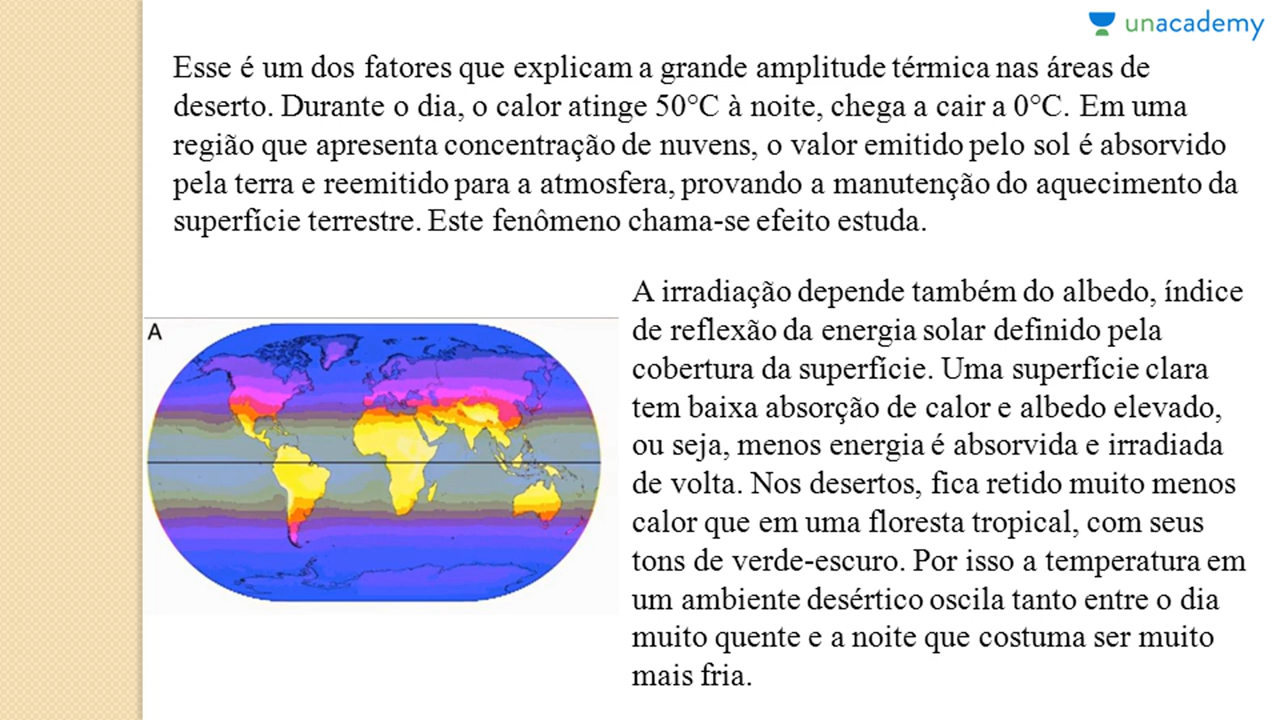 unacademy
Esse é um dos fatores que explicam a grande amplitude térmica nas áreas de
deserto. Durante o dia, o calor atinge 50°C à noite, chega a cair a 0°C. Em uma
região que apresenta concentração de nuvens, o valor emitido pelo sol é absorvido
pela terra e reemitido para a atmosfera, provando a manutenção do aquecimento da
superfície terrestre. Este fenômeno chama-se efeito estuda.
A
A irradiação depende também do albedo, índice
de reflexão da energia solar definido pela
cobertura da superfície. Uma superfície clara
tem baixa absorção de calor e albedo elevado,
ou seja, menos energia é absorvida e irradiada
de volta. Nos desertos, fica retido muito menos
calor que em uma floresta tropical, com seus
tons de verde-escuro. Por isso a temperatura em
um ambiente desértico oscila tanto entre o dia
muito quente e a noite que costuma ser muito
mais fria.